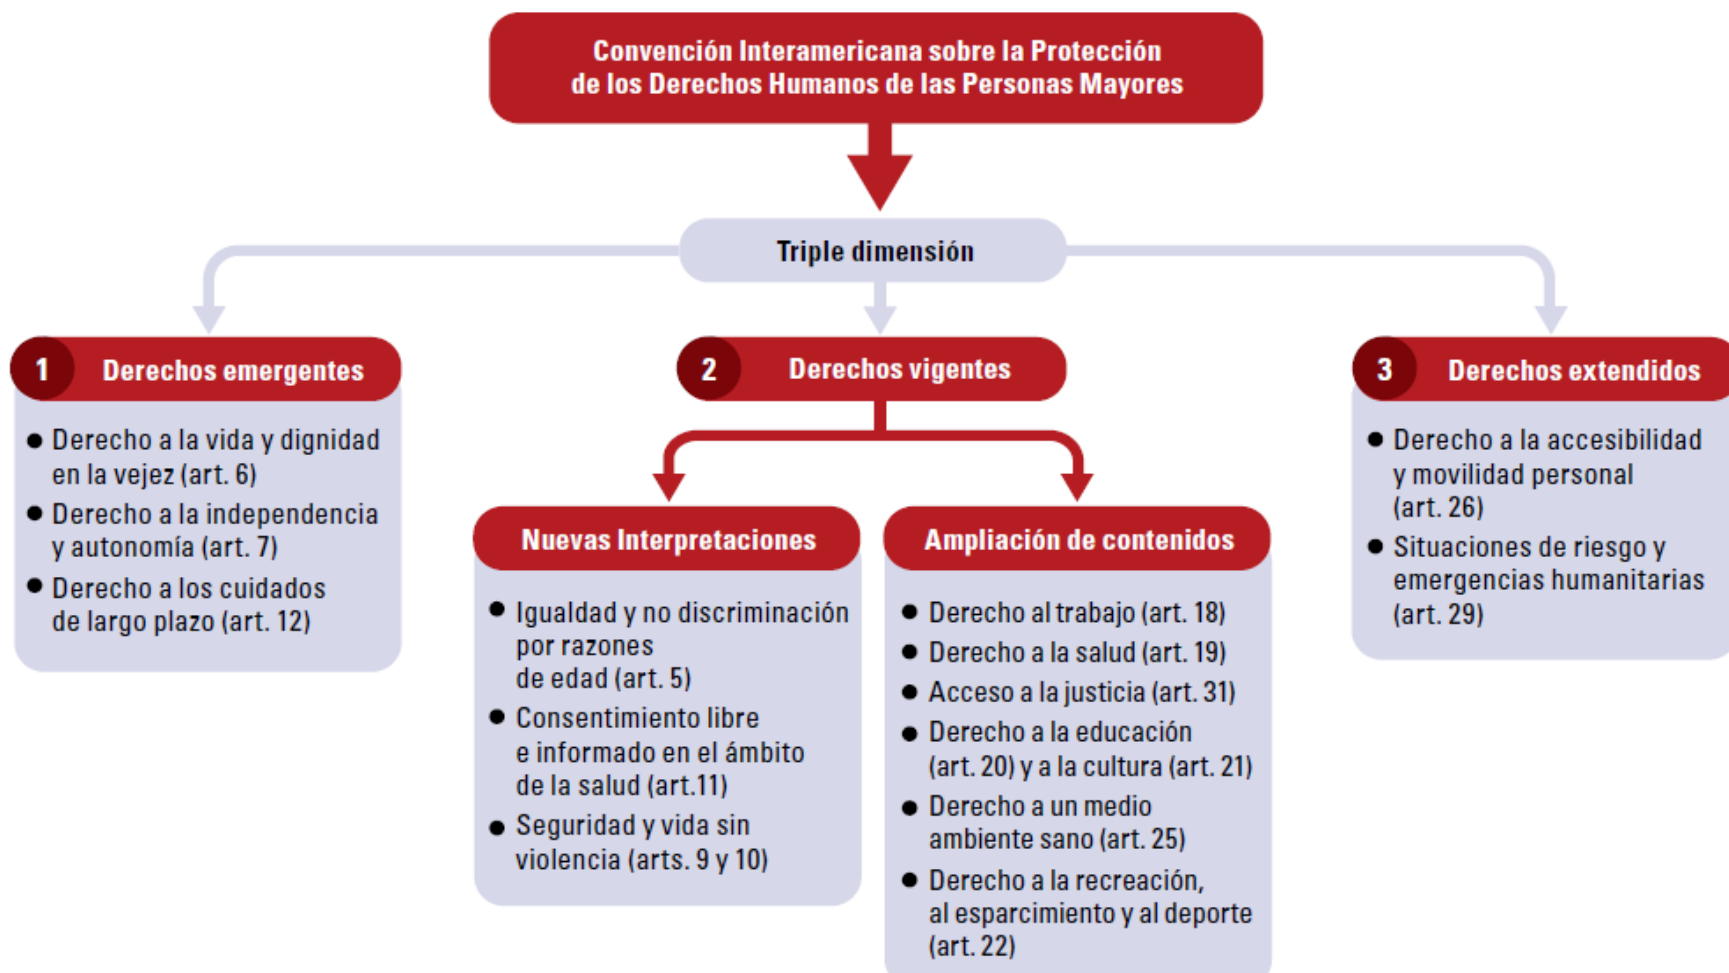 Convención Interamericana sobre la Protección
de los Derechos Humanos de las Personas Mayores
Triple dimensión
1 Derechos emergentes
● Derecho a la vida y dignidad
en la vejez (art. 6)
● Derecho a la independencia
y autonomía (art. 7)
● Derecho a los cuidados
de largo plazo (art. 12)
2 Derechos vigentes
Nuevas Interpretaciones
● Igualdad y no discriminación
por razones
de edad (art. 5)
● Consentimiento libre
e informado en el ámbito
de la salud (art.11)
● Seguridad y vida sin
violencia (arts. 9 y 10)
Ampliación de contenidos
● Derecho al trabajo (art. 18)
● Derecho a la salud (art. 19)
● Acceso a la justicia (art. 31)
● Derecho a la educación
(art. 20) y a la cultura (art. 21)
● Derecho a un medio
ambiente sano (art. 25)
● Derecho a la recreación,
al esparcimiento y al deporte
(art. 22)
3 Derechos extendidos
● Derecho a la accesibilidad
y movilidad personal
(art. 26)
● Situaciones de riesgo y
emergencias humanitarias
(art. 29)